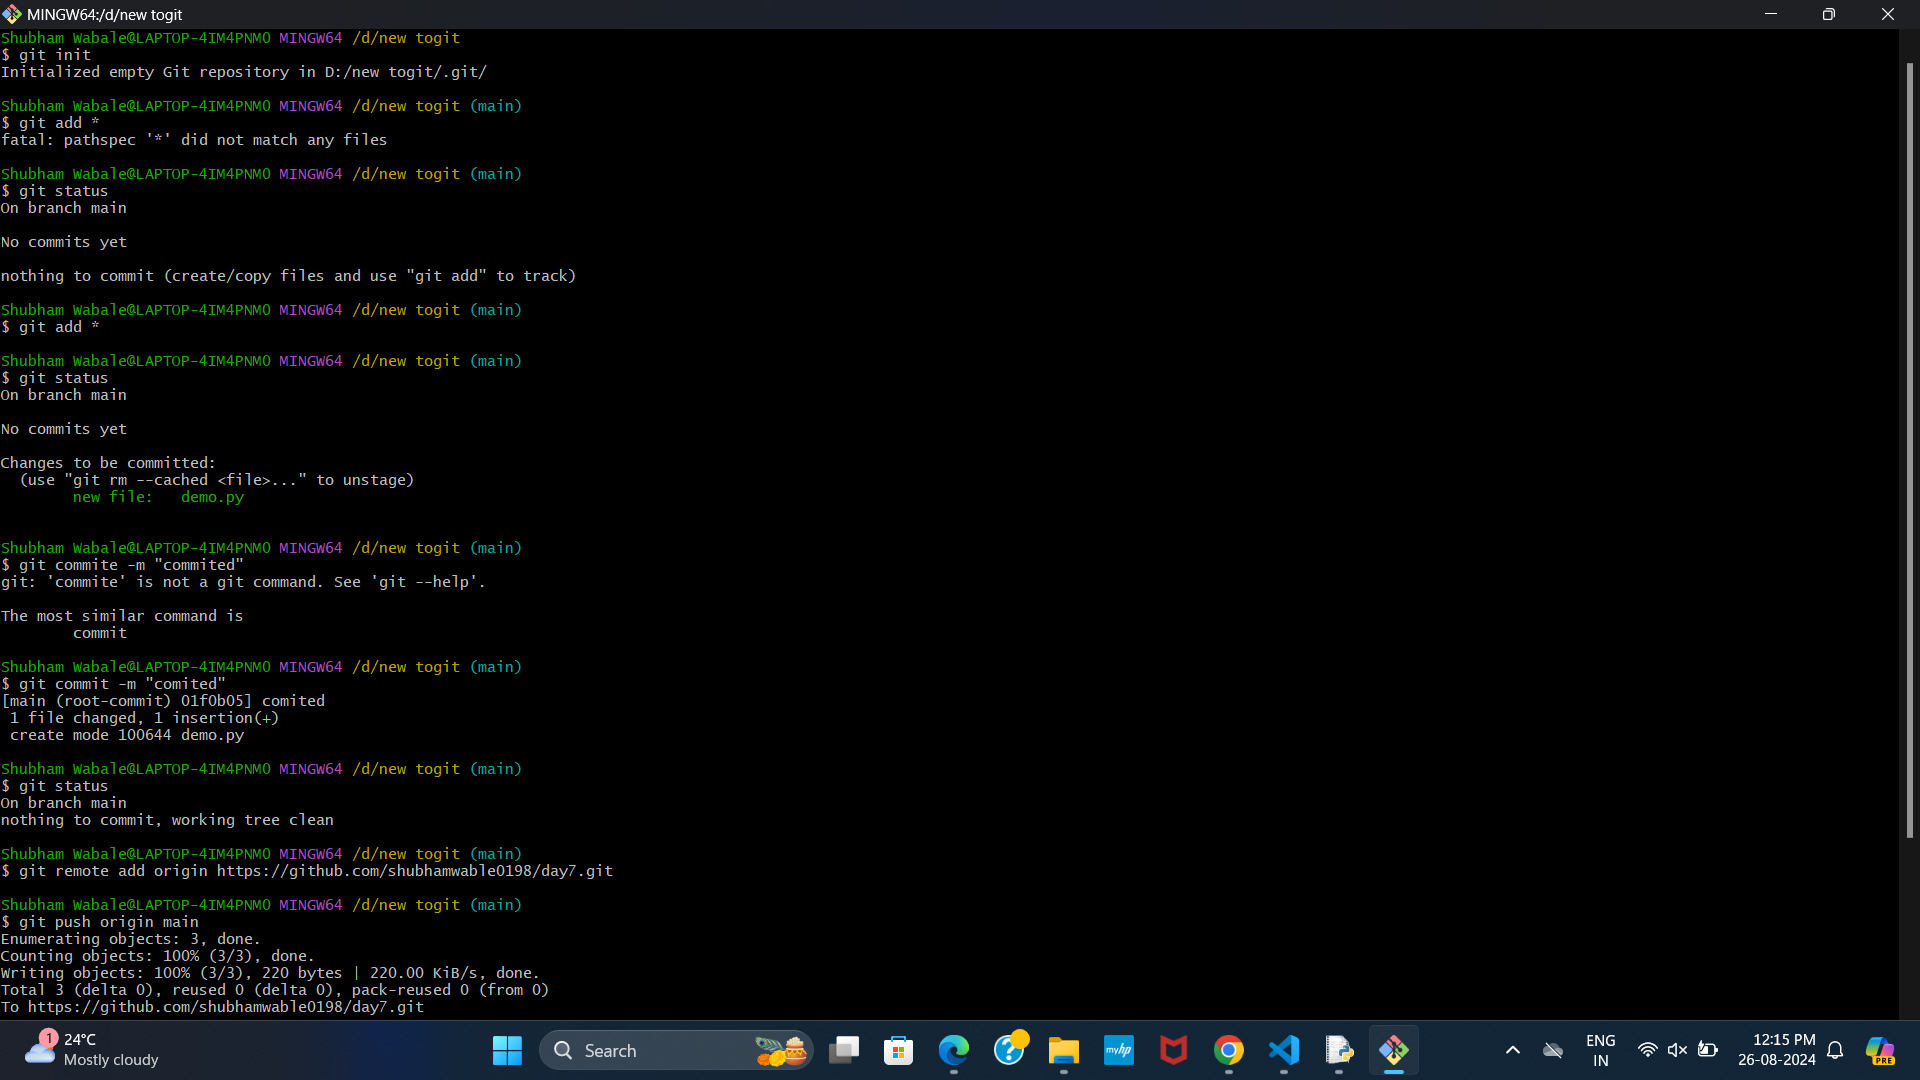 MINGW64:/d/new togit
Shubham Wabale@LAPTOP-4IM4PNMO MINGW64 /d/new togit
$ git init
Initialized empty Git repository in D:/new togit/.git/
Shubham Wabale@LAPTOP-4IM4PNMO MINGW64 /d/new togit (main)
$ git add *
fatal: pathspec '*' did not match any files
Shubham Wabale@LAPTOP-4IM4PNMO MINGW64 /d/new togit (main)
$ git status
On branch main
No commits yet
nothing to commit (create/copy files and use "git add" to track)
Shubham Wabale@LAPTOP-4IM4PNMO MINGW64 /d/new togit (main)
$ git add *
Shubham Wabale@LAPTOP-4IM4PNMO MINGW64 /d/new togit (main)
$ git status
On branch main
No commits yet
Changes to be committed:
  (use "git rm --cached <file>..." to unstage)
        new file:   demo.py
Shubham Wabale@LAPTOP-4IM4PNMO MINGW64 /d/new togit (main)
$ git commite -m "commited"
git: 'commite' is not a git command. See 'git --help'.
The most similar command is
        commit
Shubham Wabale@LAPTOP-4IM4PNMO MINGW64 /d/new togit (main)
$ git commit -m "comited"
[main (root-commit) 01f0b05] comited
 1 file changed, 1 insertion(+)
 create mode 100644 demo.py
Shubham Wabale@LAPTOP-4IM4PNMO MINGW64 /d/new togit (main)
$ git status
On branch main
nothing to commit, working tree clean
Shubham Wabale@LAPTOP-4IM4PNMO MINGW64 /d/new togit (main)
$ git remote add origin https://github.com/shubhamwable0198/day7.git
Shubham Wabale@LAPTOP-4IM4PNMO MINGW64 /d/new togit (main)
$ git push origin main
Enumerating objects: 3, done.
Counting objects: 100% (3/3), done.
Writing objects: 100% (3/3), 220 bytes | 220.00 KiB/s, done.
Total 3 (delta 0), reused 0 (delta 0), pack-reused 0 (from 0)
To https://github.com/shubhamwable0198/day7.git
1
24°C
Mostly cloudy
Search
myhp
ENG
IN
12:15 PM
26-08-2024
PRE